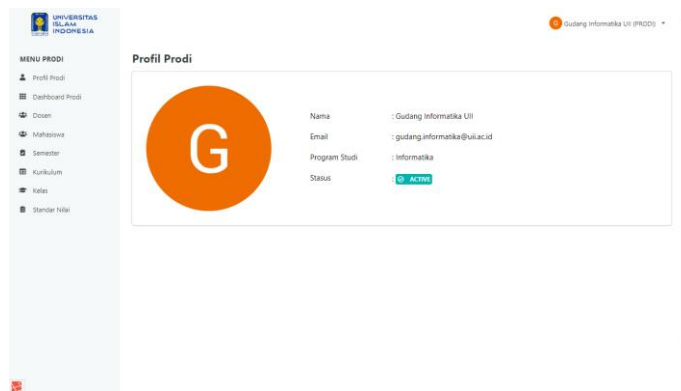 UNIVERSITAS
ISLAM
INDONESIA
Gudang Informatika UII (PRODI)
MENU PRODI
Profil Prodi
Dashboard Prodi
Dosen
Mahasiswa
Semester
Kurikulum
Kelas
Standar Nilai
Profil Prodi
G
Nama : Gudang Informatika UII
Email : gudang.informatika@uii.ac.id
Program Studi : Informatika
Stasus : ACTIVE